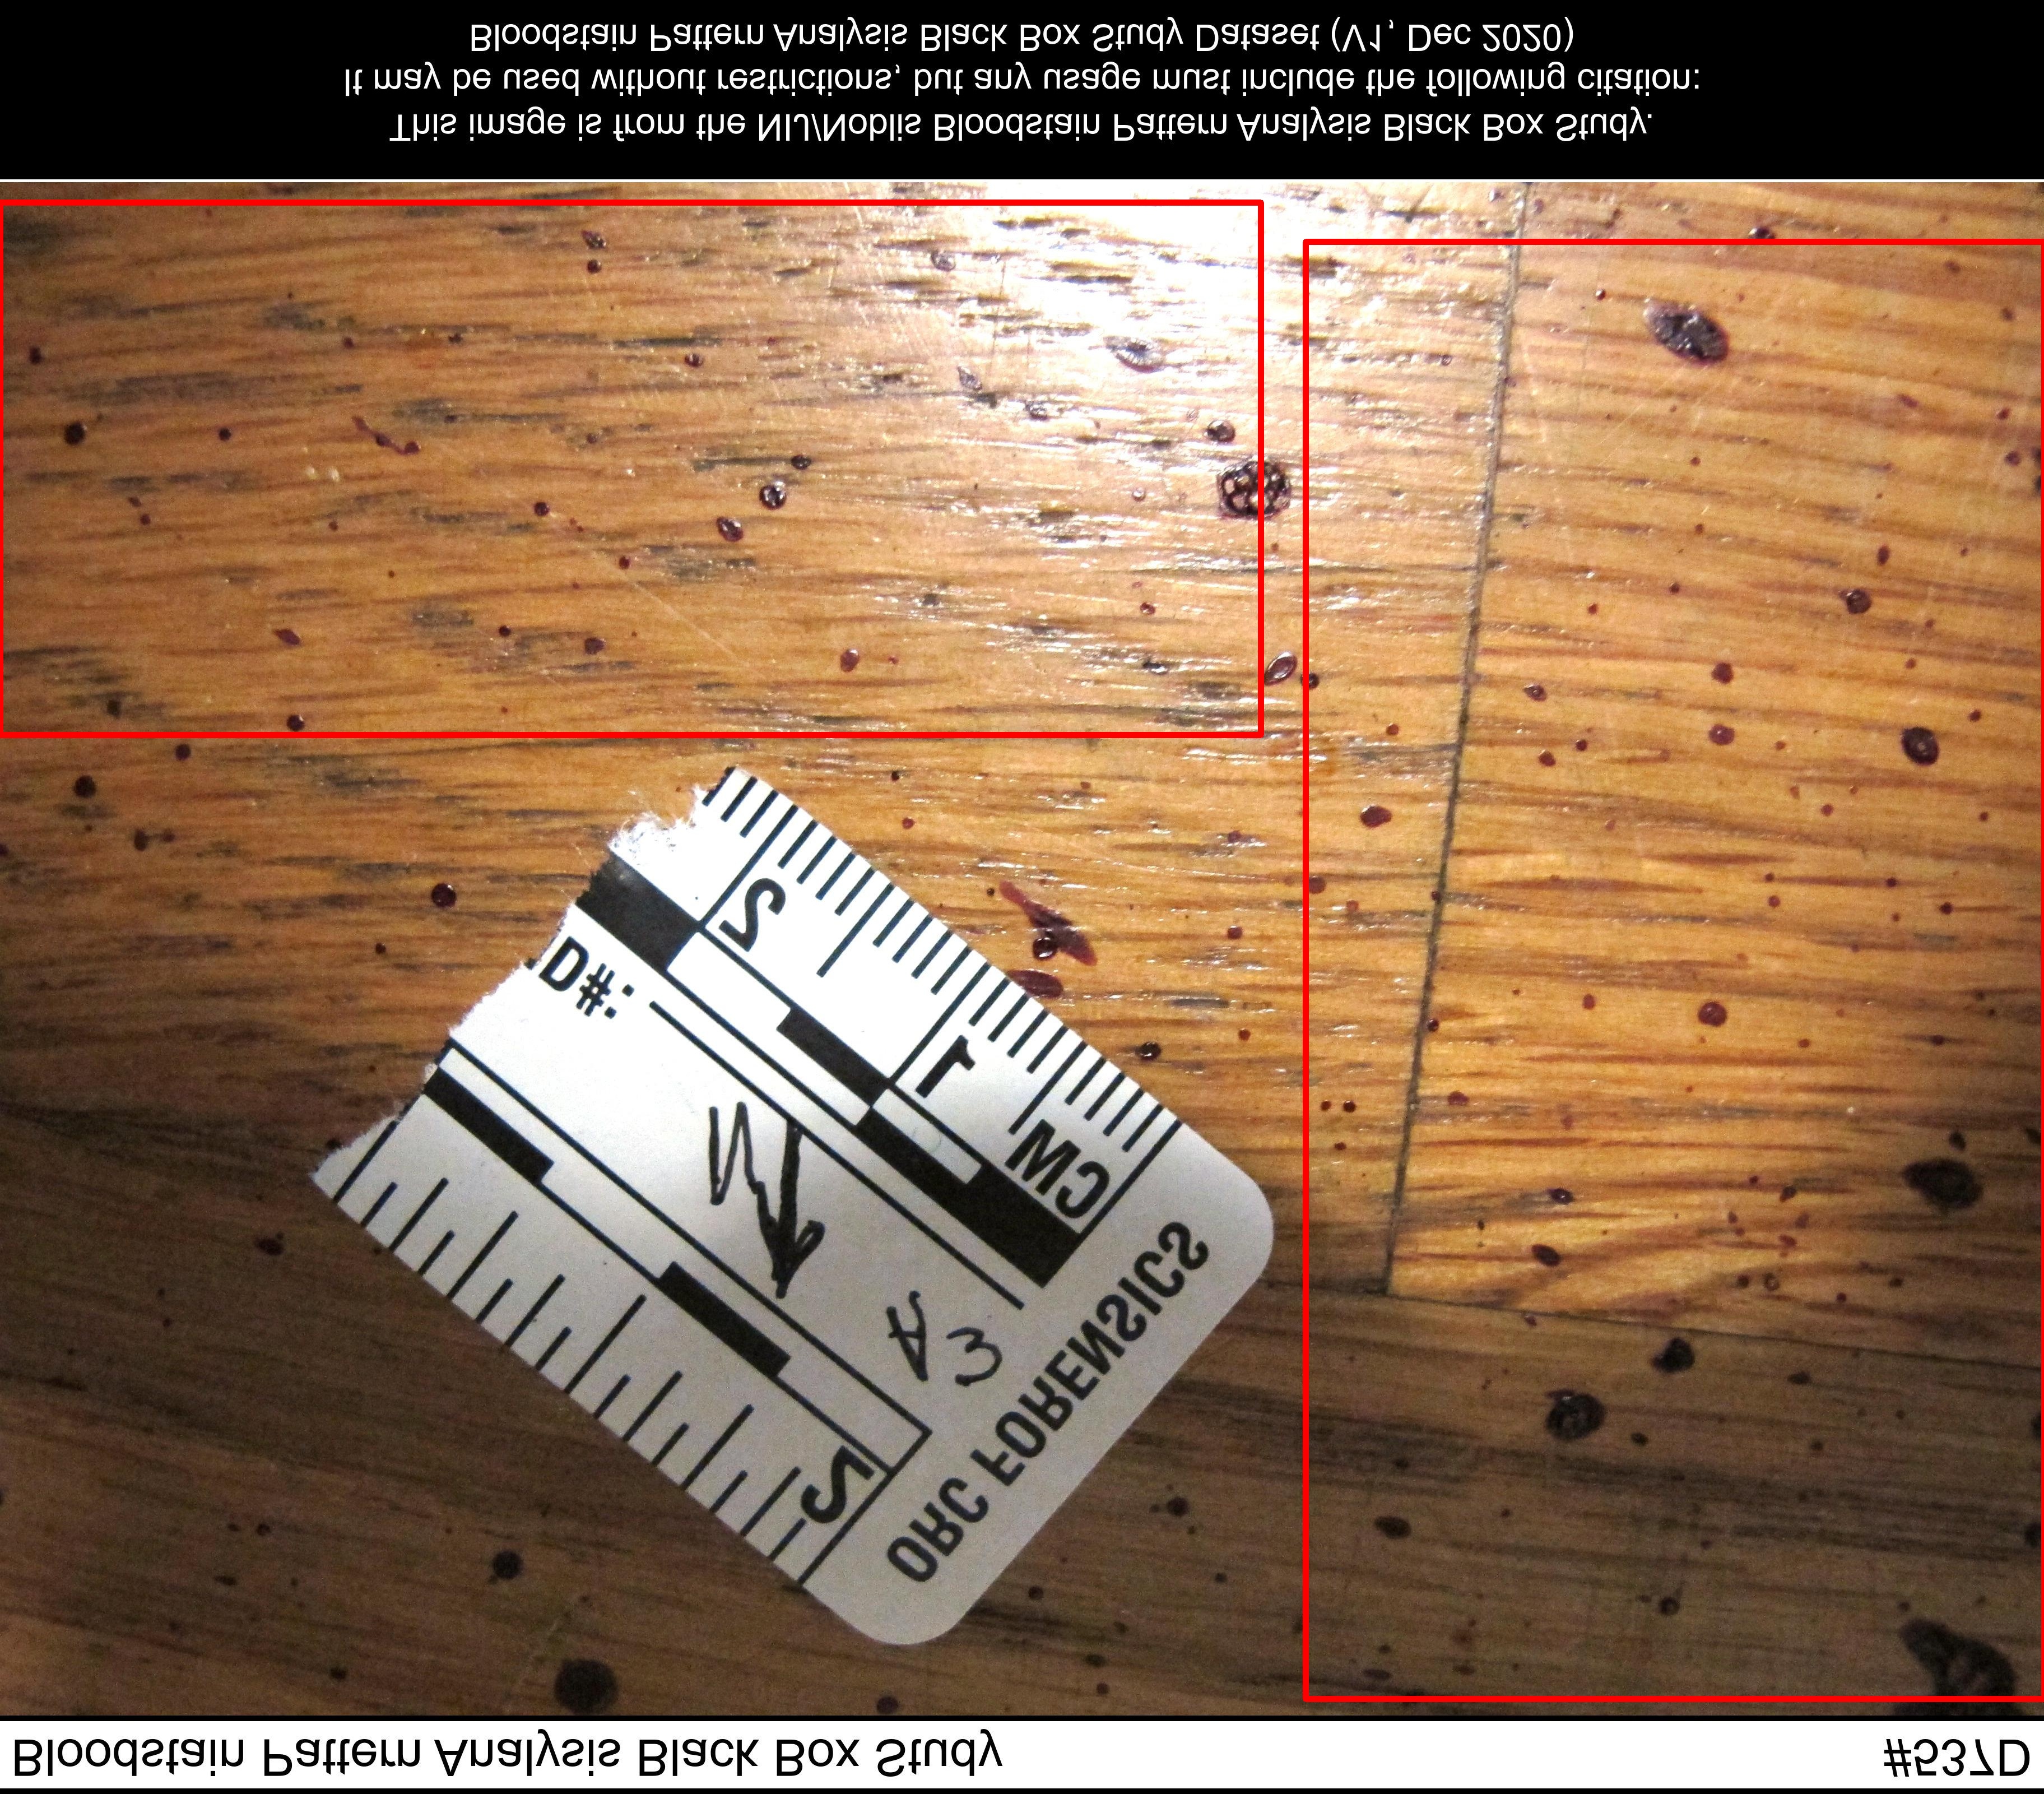 Bloodstain Pattern Analysis Black Box Study #537D
ORC FORENSICS
2
A3
N
CM 1 2
D#:
This image is from the NIJ/Noblis Bloodstain Pattern Analysis Black Box Study.
It may be used without restrictions, but any usage must include the following citation:
Bloodstain Pattern Analysis Black Box Study Dataset (V1, Dec 2020)